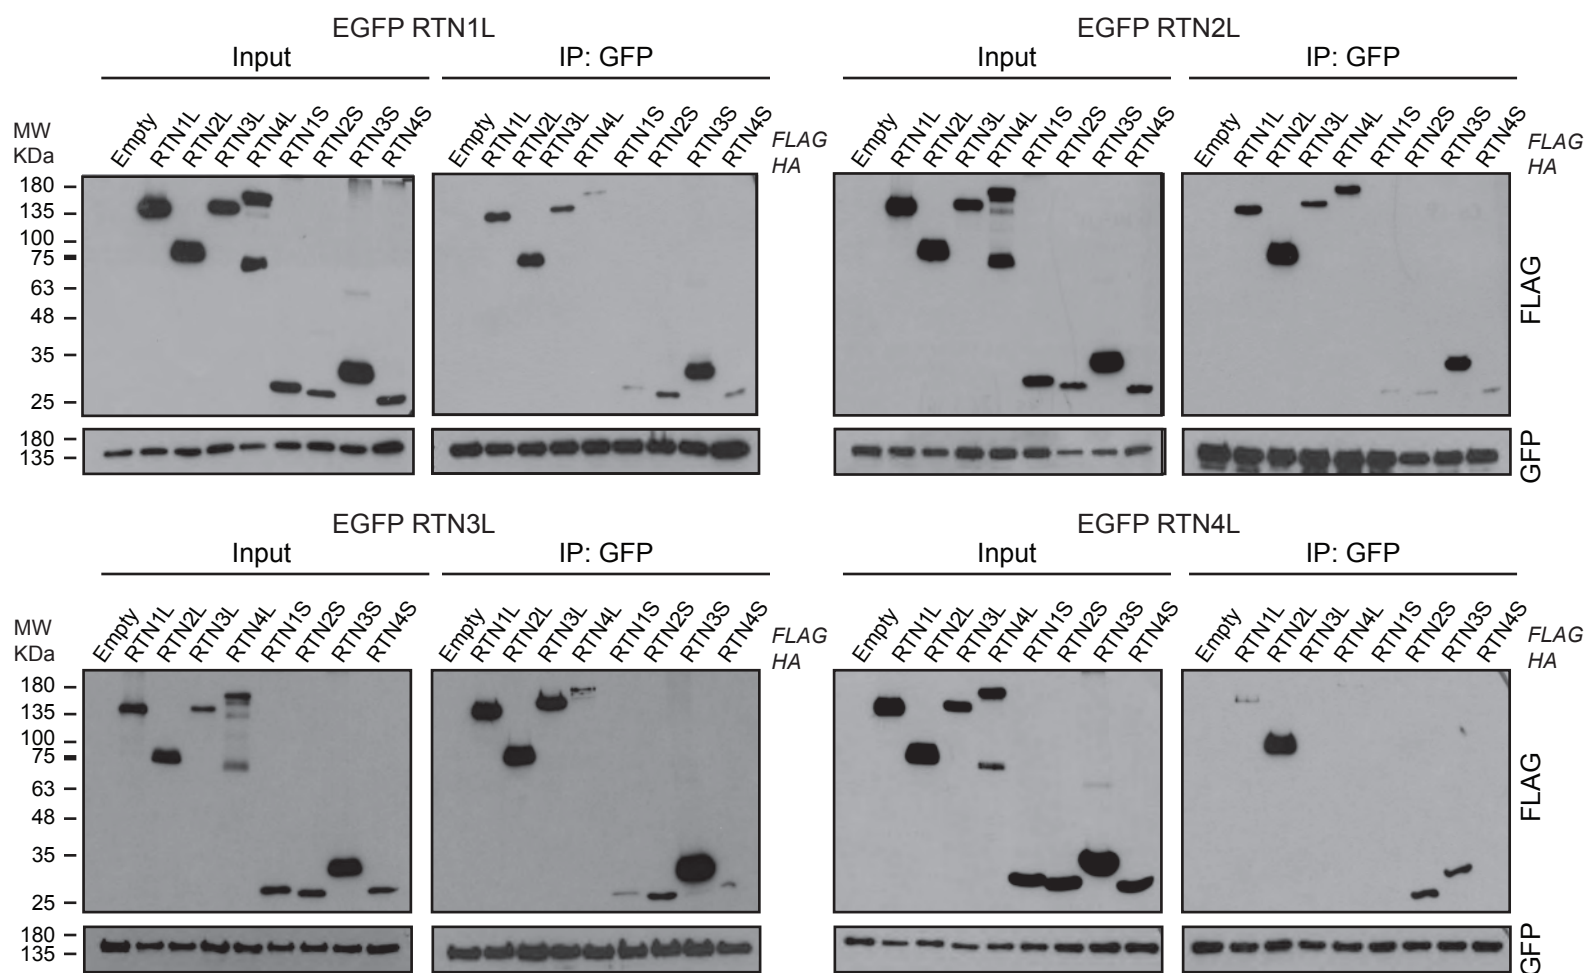 EGFP RTN1L
Input
IP: GFP
MW
KDa
Empty
RTN1L
RTN2L
RTN3L
RTN4L
RTN1S
RTN2S
RTN3S
RTN4S
Empty
RTN1L
RTN2L
RTN3L
RTN4L
RTN1S
RTN2S
RTN3S
RTN4S
FLAG
HA
180
135
100
75
63
48
35
25
180
135
EGFP RTN2L
Input
IP: GFP
Empty
RTN1L
RTN2L
RTN3L
RTN4L
RTN1S
RTN2S
RTN3S
RTN4S
Empty
RTN1L
RTN2L
RTN3L
RTN4L
RTN1S
RTN2S
RTN3S
RTN4S
FLAG
HA
FLAG
GFP
EGFP RTN3L
Input
IP: GFP
MW
KDa
Empty
RTN1L
RTN2L
RTN3L
RTN4L
RTN1S
RTN2S
RTN3S
RTN4S
Empty
RTN1L
RTN2L
RTN3L
RTN4L
RTN1S
RTN2S
RTN3S
RTN4S
FLAG
HA
180
135
100
75
63
48
35
25
180
135
EGFP RTN4L
Input
IP: GFP
Empty
RTN1L
RTN2L
RTN3L
RTN4L
RTN1S
RTN2S
RTN3S
RTN4S
Empty
RTN1L
RTN2L
RTN3L
RTN4L
RTN1S
RTN2S
RTN3S
RTN4S
FLAG
HA
FLAG
GFP